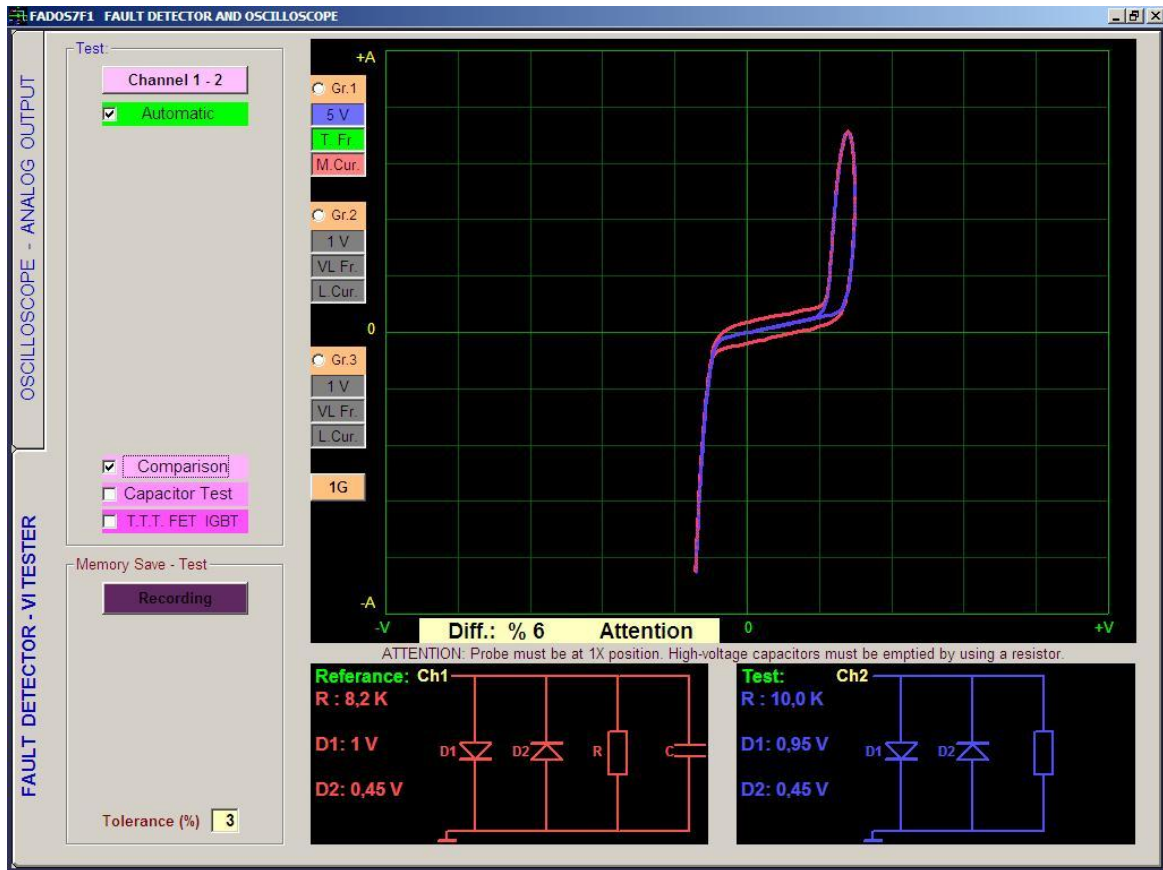 FADOS7F1 FAULT DETECTOR AND OSCILLOSCOPE
OSCILLOSCOPE - ANALOG OUTPUT
FAULT DETECTOR - VI TESTER
Test:
Channel 1 - 2
Automatic
Comparison
Capacitor Test
T.T.T. FET IGBT
Memory Save - Test
Recording
Tolerance (%) 3
+A
Gr.1
5 V
T. Fr
M.Cur.
Gr.2
1 V
VL Fr.
L.Cur.
0
Gr.3
1 V
VL Fr.
L.Cur.
1G
-A
-V 0 +V
Diff.: % 6 Attention
ATTENTION: Probe must be at 1X position. High-voltage capacitors must be emptied by using a resistor.
Referance: Ch1
R : 8,2 K
D1: 1 V
D2: 0,45 V
D1 D2 R C
Test: Ch2
R : 10,0 K
D1: 0,95 V
D2: 0,45 V
D1 D2